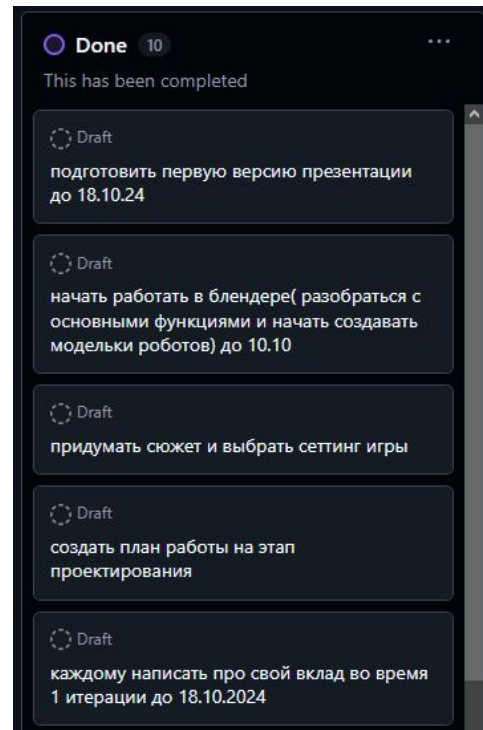 Done 10 ...
This has been completed
Draft
подготовить первую версию презентации
до 18.10.24
Draft
начать работать в блендере( разобраться с
основными функциями и начать создавать
модельки роботов) до 10.10
Draft
придумать сюжет и выбрать сеттинг игры
Draft
создать план работы на этап
проектирования
Draft
каждому написать про свой вклад во время
1 итерации до 18.10.2024